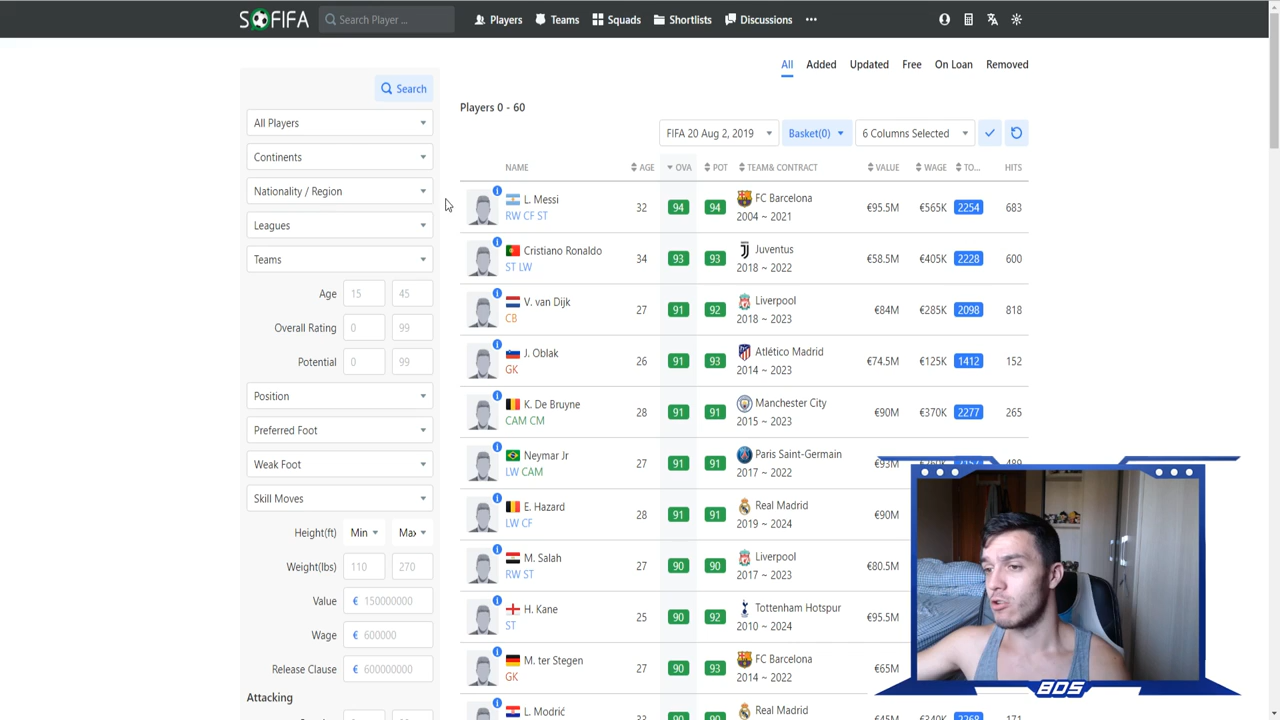 SOFIFA
Search Player ...
Players
Teams
Squads
Shortlists
Discussions
All
Added
Updated
Free
On Loan
Removed
Search
Players 0 - 60
All Players
Continents
Nationality / Region
Leagues
Teams
Age 15 45
Overall Rating 0 99
Potential 0 99
Position
Preferred Foot
Weak Foot
Skill Moves
Height(ft) Min Max
Weight(lbs) 110 270
Value € 150000000
Wage € 600000
Release Clause € 600000000
Attacking
FIFA 20 Aug 2, 2019
Basket(0)
6 Columns Selected
NAME AGE OVA POT TEAM& CONTRACT VALUE WAGE TO... HITS
L. Messi 32 94 94 FC Barcelona €95.5M €565K 2254 683
RW CF ST 2004 ~ 2021
Cristiano Ronaldo 34 93 93 Juventus €58.5M €405K 2228 600
ST LW 2018 ~ 2022
V. van Dijk 27 91 92 Liverpool €84M €285K 2098 818
CB 2018 ~ 2023
J. Oblak 26 91 93 Atlético Madrid €74.5M €125K 1412 152
GK 2014 ~ 2023
K. De Bruyne 28 91 91 Manchester City €90M €370K 2277 265
CAM CM 2015 ~ 2023
Neymar Jr 27 91 91 Paris Saint-Germain €93M
LW CAM 2017 ~ 2022
E. Hazard 28 91 91 Real Madrid €90M
LW CF 2019 ~ 2024
M. Salah 27 90 90 Liverpool €80.5M
RW ST 2017 ~ 2023
H. Kane 25 90 92 Tottenham Hotspur €95.5M
ST 2010 ~ 2024
M. ter Stegen 27 90 93 FC Barcelona €65M
GK 2014 ~ 2022
L. Modrić Real Madrid
BDS